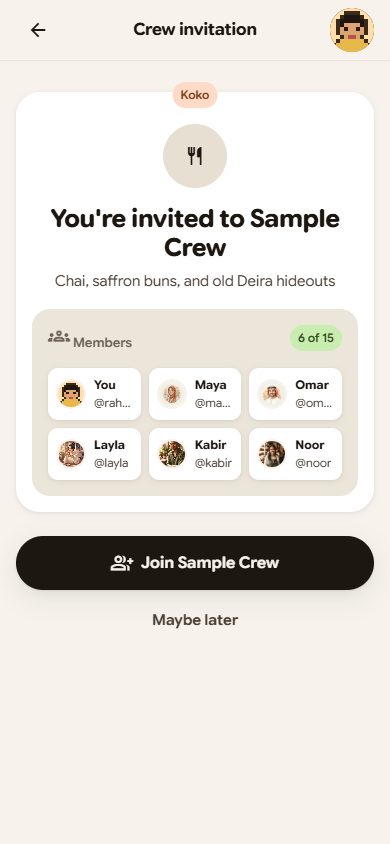 Crew invitation
Koko
You're invited to Sample
Crew
Chai, saffron buns, and old Deira hideouts
Members
6 of 15
You
@rah...
Maya
@ma...
Omar
@om...
Layla
@layla
Kabir
@kabir
Noor
@noor
Join Sample Crew
Maybe later